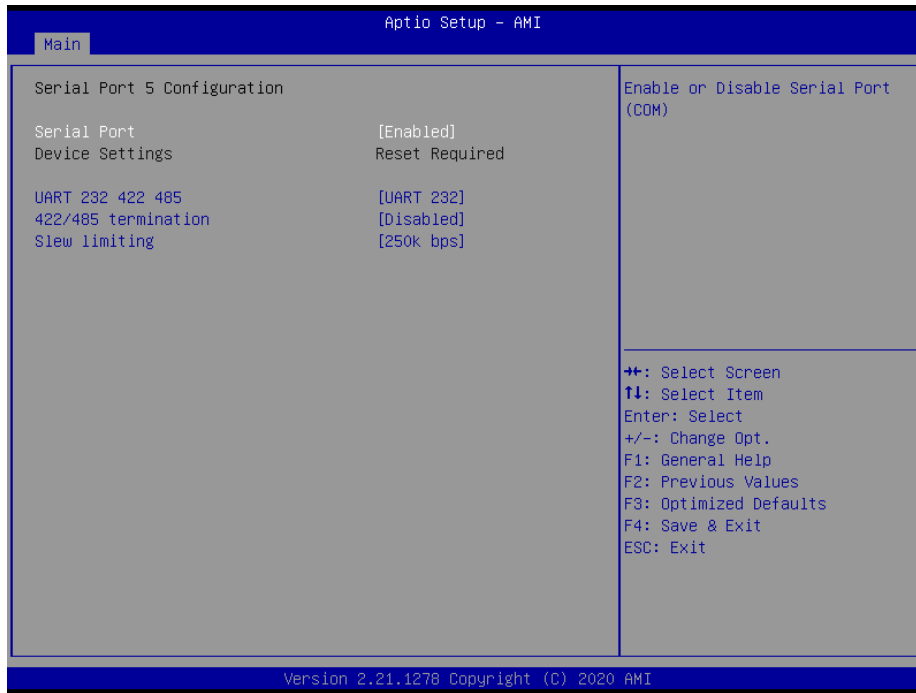 Aptio Setup – AMI
Main
Serial Port 5 Configuration
Serial Port [Enabled]
Device Settings Reset Required
UART 232 422 485 [UART 232]
422/485 termination [Disabled]
Slew limiting [250k bps]
Enable or Disable Serial Port
(COM)
→←: Select Screen
↑↓: Select Item
Enter: Select
+/-: Change Opt.
F1: General Help
F2: Previous Values
F3: Optimized Defaults
F4: Save & Exit
ESC: Exit
Version 2.21.1278 Copyright (C) 2020 AMI